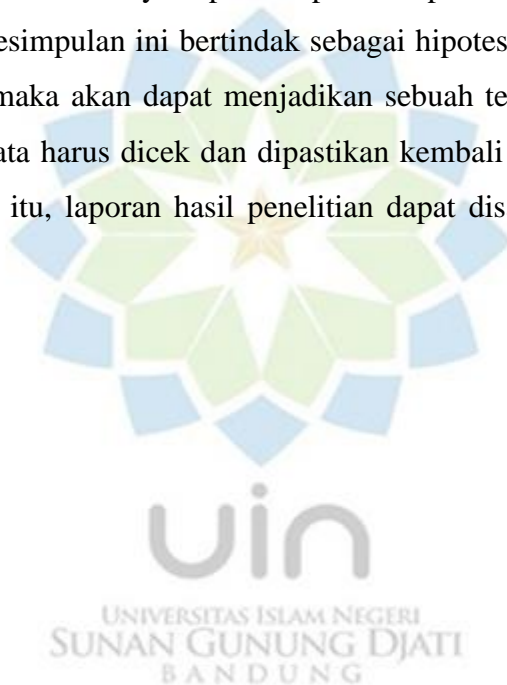 esimpulan ini bertindak sebagai hipotes
maka akan dapat menjadikan sebuah te
ata harus dicek dan dipastikan kembali
itu, laporan hasil penelitian dapat dis
uin
UNIVERSITAS ISLAM NEGERI
SUNAN GUNUNG DJATI
BANDUNG